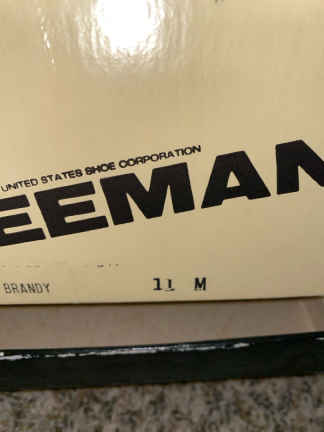 UNITED STATES SHOE CORPORATION
EEMAN
BRANDY 11 M